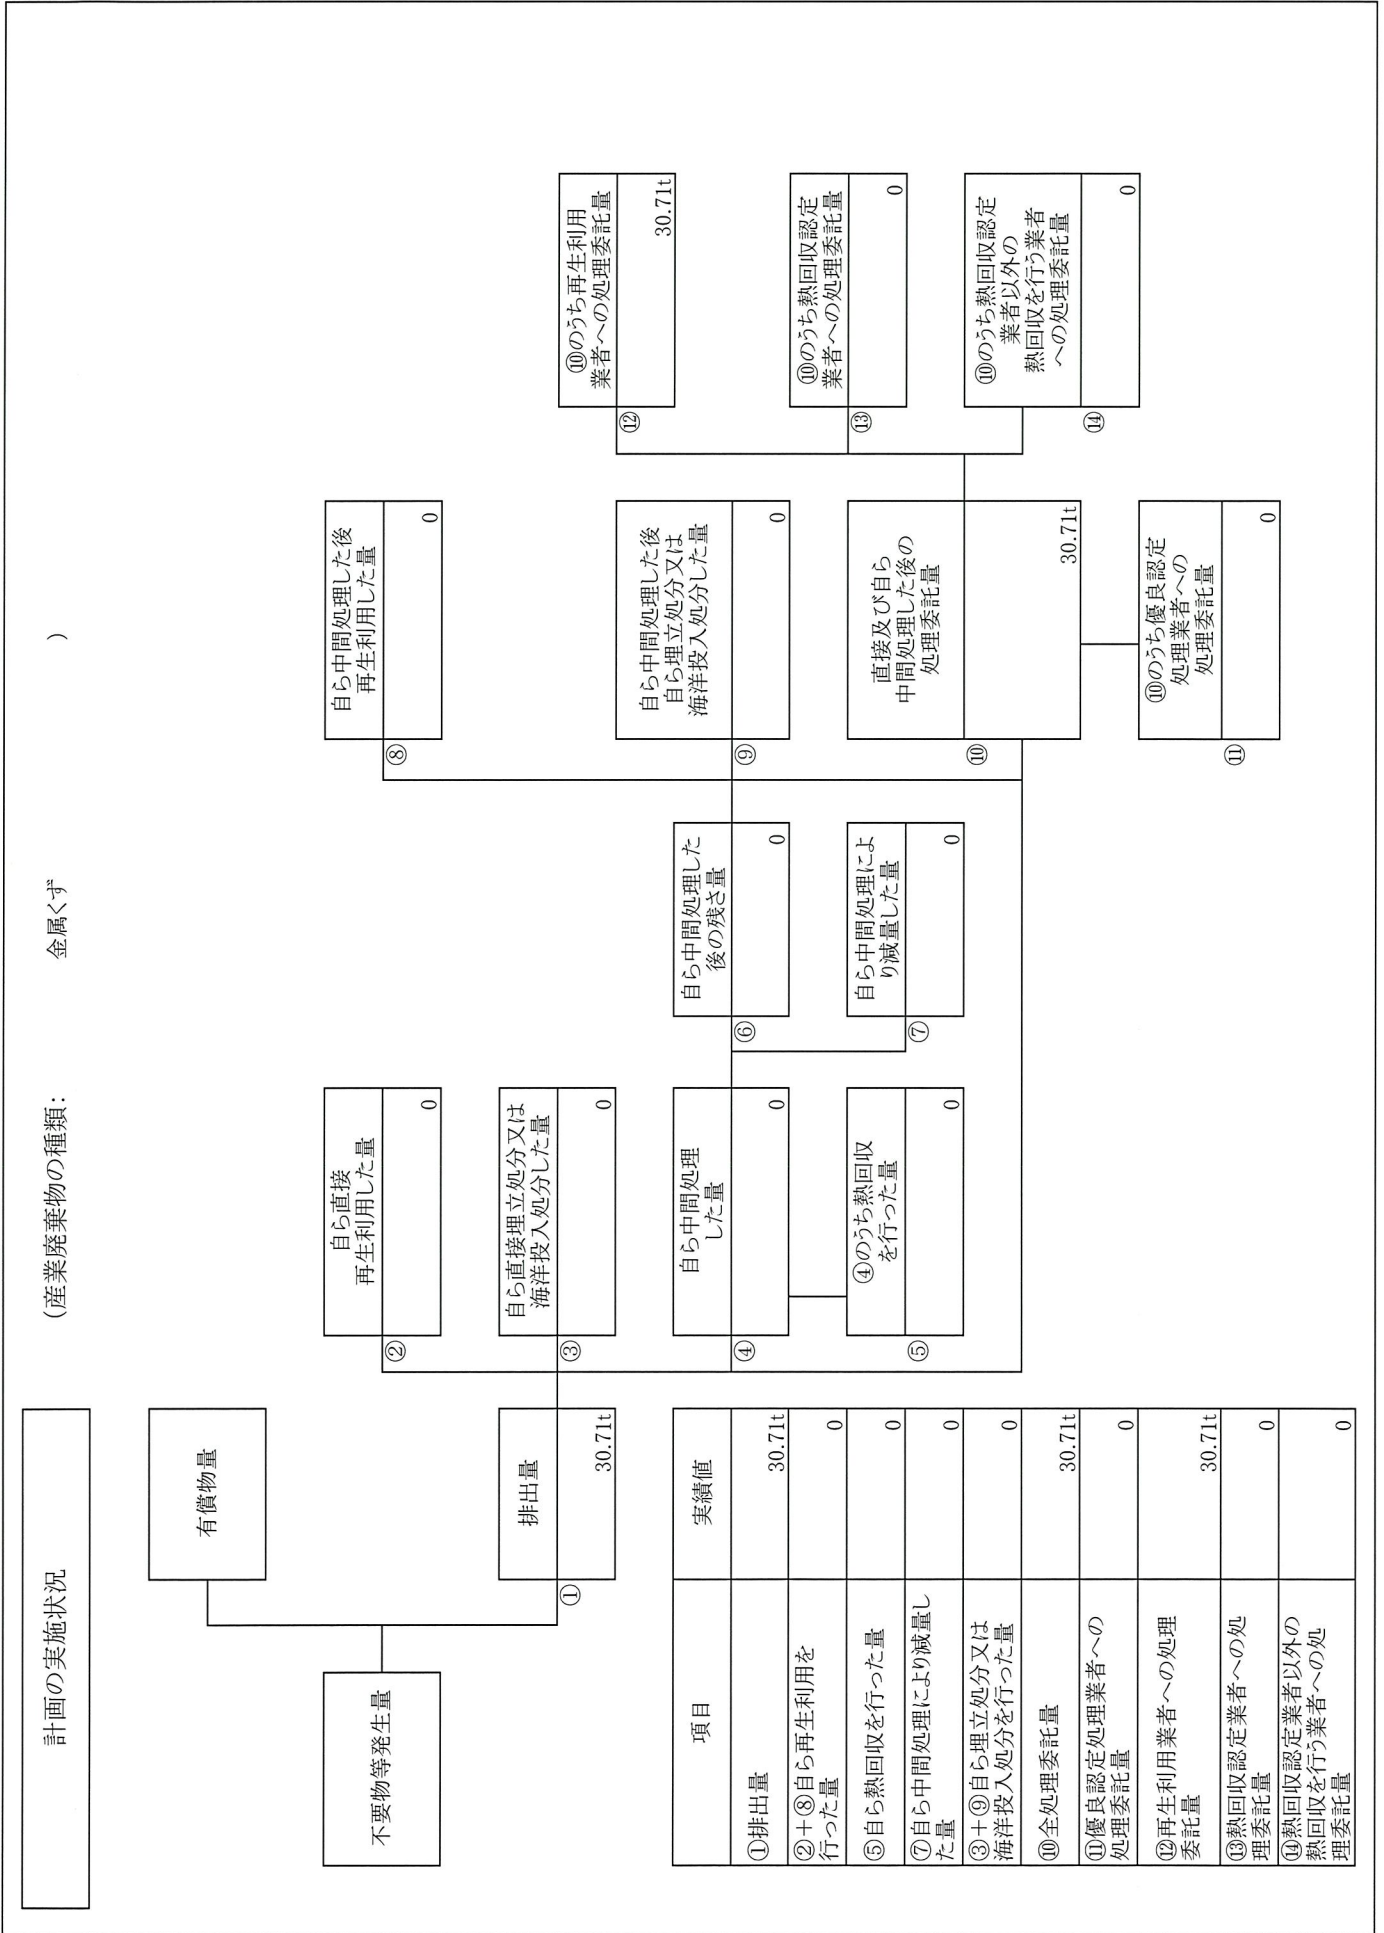 計画の実施状況
(産業廃棄物の種類: 金属くず )
不要物等発生量
有償物量
排出量
①
30.71t
自ら直接
再生利用した量
②
0
自ら直接埋立処分又は
海洋投入処分した量
③
0
自ら中間処理
した量
④
0
④のうち熱回収
を行った量
⑤
0
自ら中間処理した
後の残さ量
⑥
0
自ら中間処理によ
り減量した量
⑦
0
自ら中間処理した後
再生利用した量
⑧
0
自ら中間処理した後
自ら埋立処分又は
海洋投入処分した量
⑨
0
直接及び自ら
中間処理した後の
処理委託量
⑩
30.71t
⑩のうち優良認定
処理業者への
処理委託量
⑪
0
⑩のうち再生利用
業者への処理委託量
⑫
30.71t
⑩のうち熱回収認定
業者への処理委託量
⑬
0
⑩のうち熱回収認定
業者以外の
熱回収を行う業者
への処理委託量
⑭
0
項目 実績値
①排出量 30.71t
②+⑧自ら再生利用を
行った量 0
⑤自ら熱回収を行った量 0
⑦自ら中間処理により減量し
た量 0
③+⑨自ら埋立処分又は
海洋投入処分を行った量 0
⑩全処理委託量 30.71t
⑪優良認定処理業者への
処理委託量 0
⑫再生利用業者への処理
委託量 30.71t
⑬熱回収認定業者への処
理委託量 0
⑭熱回収認定業者以外の
熱回収を行う業者への処
理委託量 0